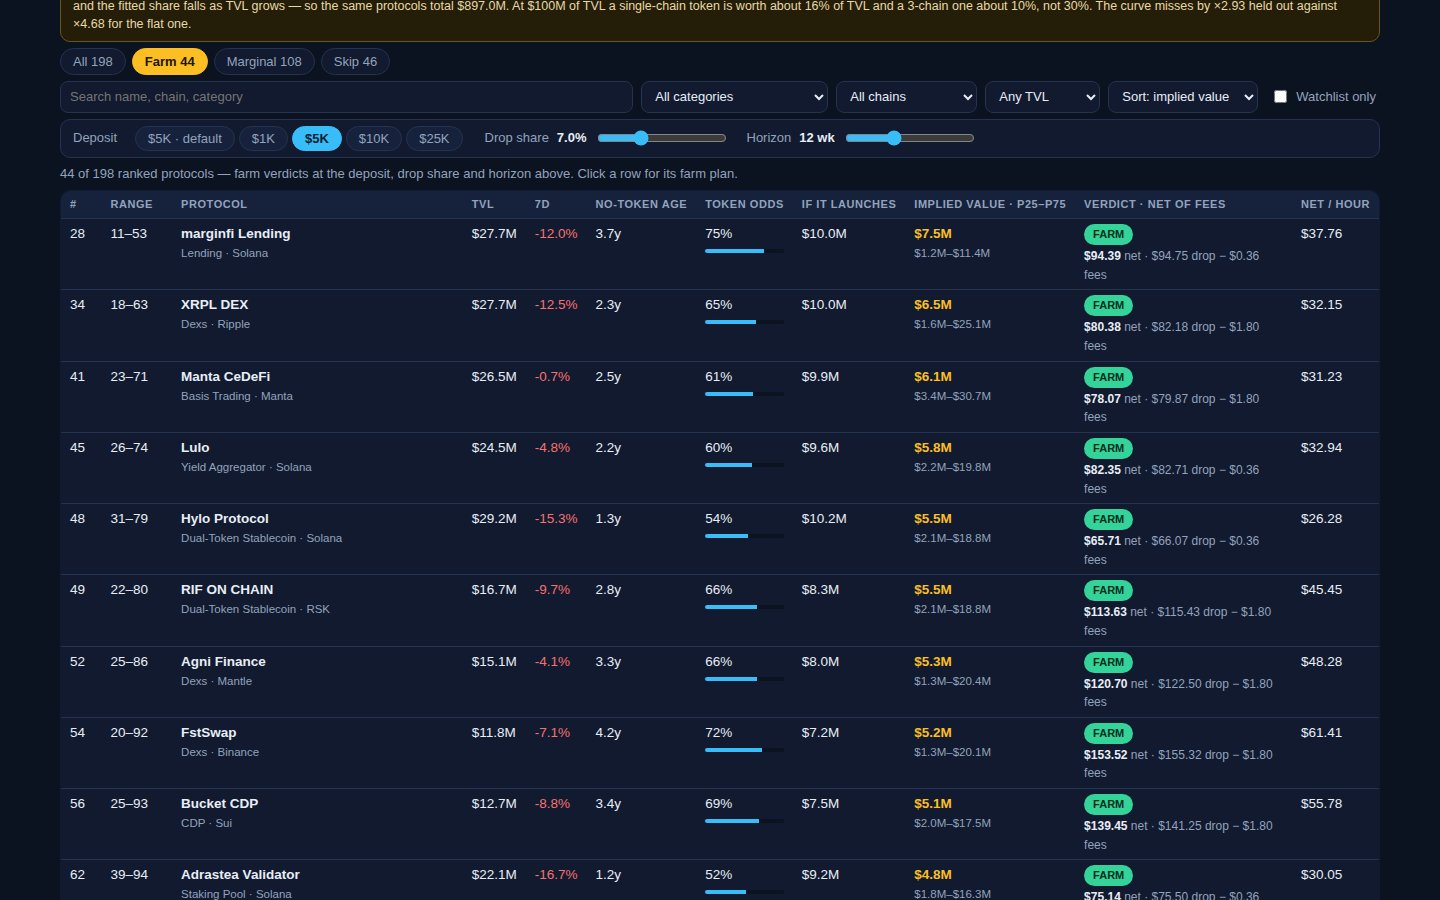 and the fitted share falls as TVL grows — so the same protocols total $897.0M. At $100M of TVL a single-chain token is worth about 16% of TVL and a 3-chain one about 10%, not 30%. The curve misses by ×2.93 held out against
×4.68 for the flat one.
All 198 Farm 44 Marginal 108 Skip 46
Search name, chain, category All categories All chains Any TVL Sort: implied value Watchlist only
Deposit $5K · default $1K $5K $10K $25K Drop share 7.0% Horizon 12 wk
44 of 198 ranked protocols — farm verdicts at the deposit, drop share and horizon above. Click a row for its farm plan.
# RANGE PROTOCOL TVL 7D NO-TOKEN AGE TOKEN ODDS IF IT LAUNCHES IMPLIED VALUE · P25–P75 VERDICT · NET OF FEES NET / HOUR
28 11–53 marginfi Lending $27.7M -12.0% 3.7y 75% $10.0M $7.5M FARM $37.76
Lending · Solana $1.2M–$11.4M $94.39 net · $94.75 drop − $0.36
fees
34 18–63 XRPL DEX $27.7M -12.5% 2.3y 65% $10.0M $6.5M FARM $32.15
Dexs · Ripple $1.6M–$25.1M $80.38 net · $82.18 drop − $1.80
fees
41 23–71 Manta CeDeFi $26.5M -0.7% 2.5y 61% $9.9M $6.1M FARM $31.23
Basis Trading · Manta $3.4M–$30.7M $78.07 net · $79.87 drop − $1.80
fees
45 26–74 Lulo $24.5M -4.8% 2.2y 60% $9.6M $5.8M FARM $32.94
Yield Aggregator · Solana $2.2M–$19.8M $82.35 net · $82.71 drop − $0.36
fees
48 31–79 Hylo Protocol $29.2M -15.3% 1.3y 54% $10.2M $5.5M FARM $26.28
Dual-Token Stablecoin · Solana $2.1M–$18.8M $65.71 net · $66.07 drop − $0.36
fees
49 22–80 RIF ON CHAIN $16.7M -9.7% 2.8y 66% $8.3M $5.5M FARM $45.45
Dual-Token Stablecoin · RSK $2.1M–$18.8M $113.63 net · $115.43 drop − $1.80
fees
52 25–86 Agni Finance $15.1M -4.1% 3.3y 66% $8.0M $5.3M FARM $48.28
Dexs · Mantle $1.3M–$20.4M $120.70 net · $122.50 drop − $1.80
fees
54 20–92 FstSwap $11.8M -7.1% 4.2y 72% $7.2M $5.2M FARM $61.41
Dexs · Binance $1.3M–$20.1M $153.52 net · $155.32 drop − $1.80
fees
56 25–93 Bucket CDP $12.7M -8.8% 3.4y 69% $7.5M $5.1M FARM $55.78
CDP · Sui $2.0M–$17.5M $139.45 net · $141.25 drop − $1.80
fees
62 39–94 Adrastea Validator $22.1M -16.7% 1.2y 52% $9.2M $4.8M FARM $30.05
Staking Pool · Solana $1.8M–$16.3M $75.14 net · $75.50 drop − $0.36